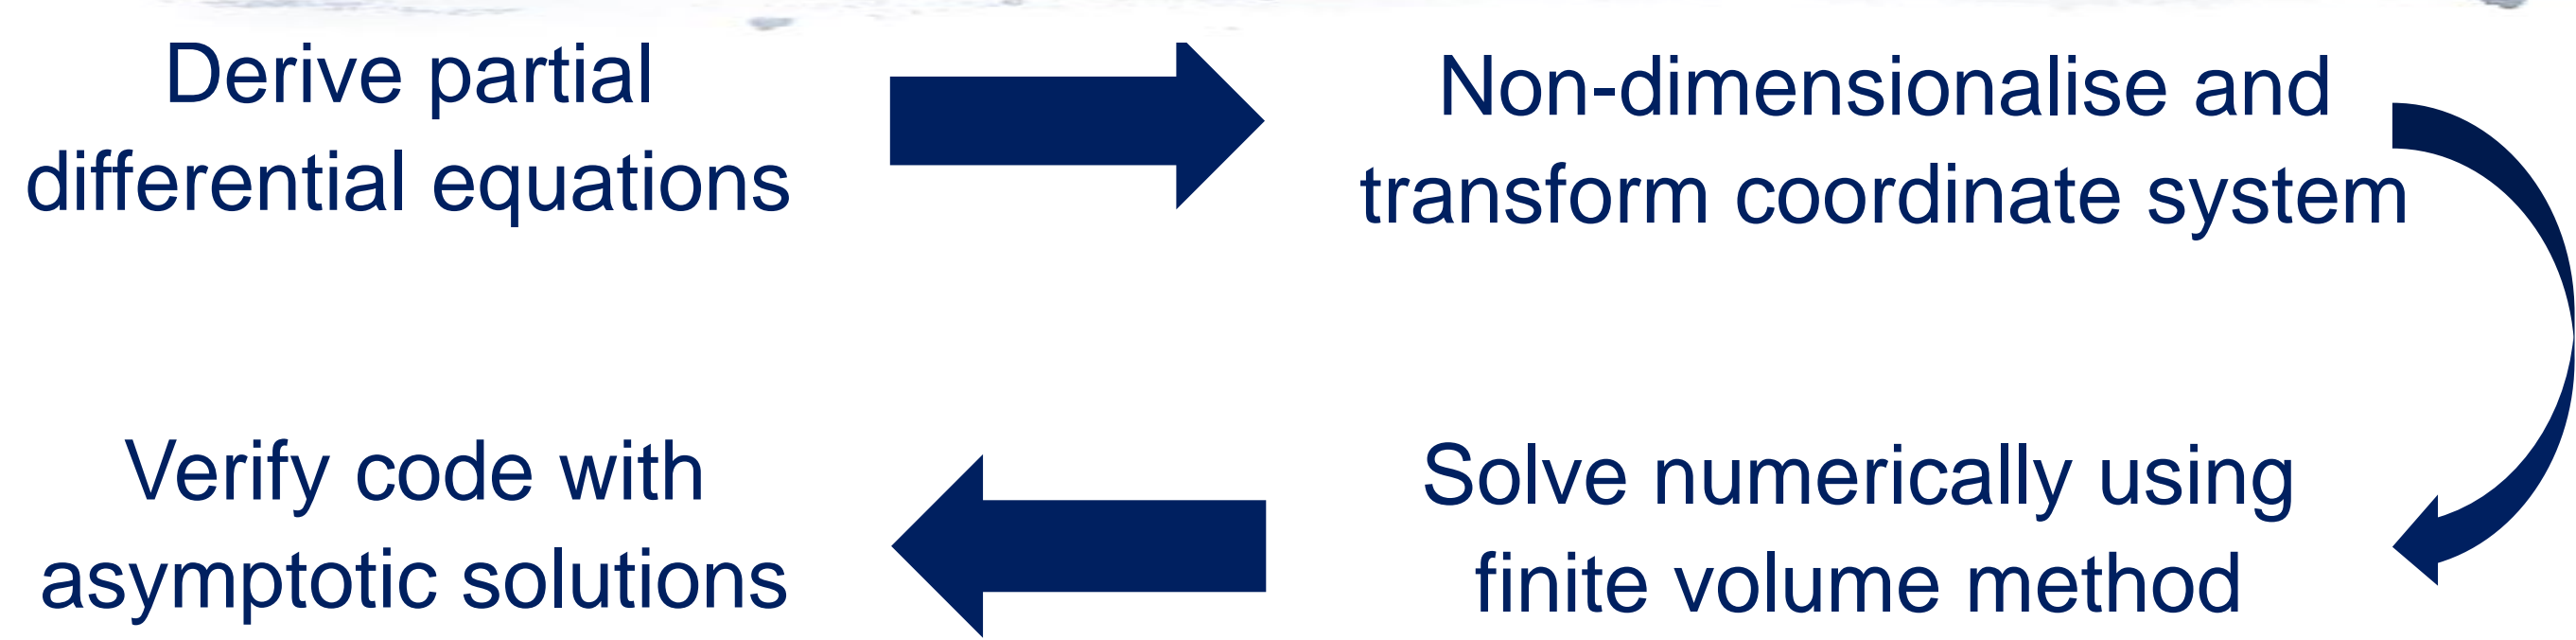 Derive partial
differential equations
Non-dimensionalise and
transform coordinate system
Solve numerically using
finite volume method
Verify code with
asymptotic solutions